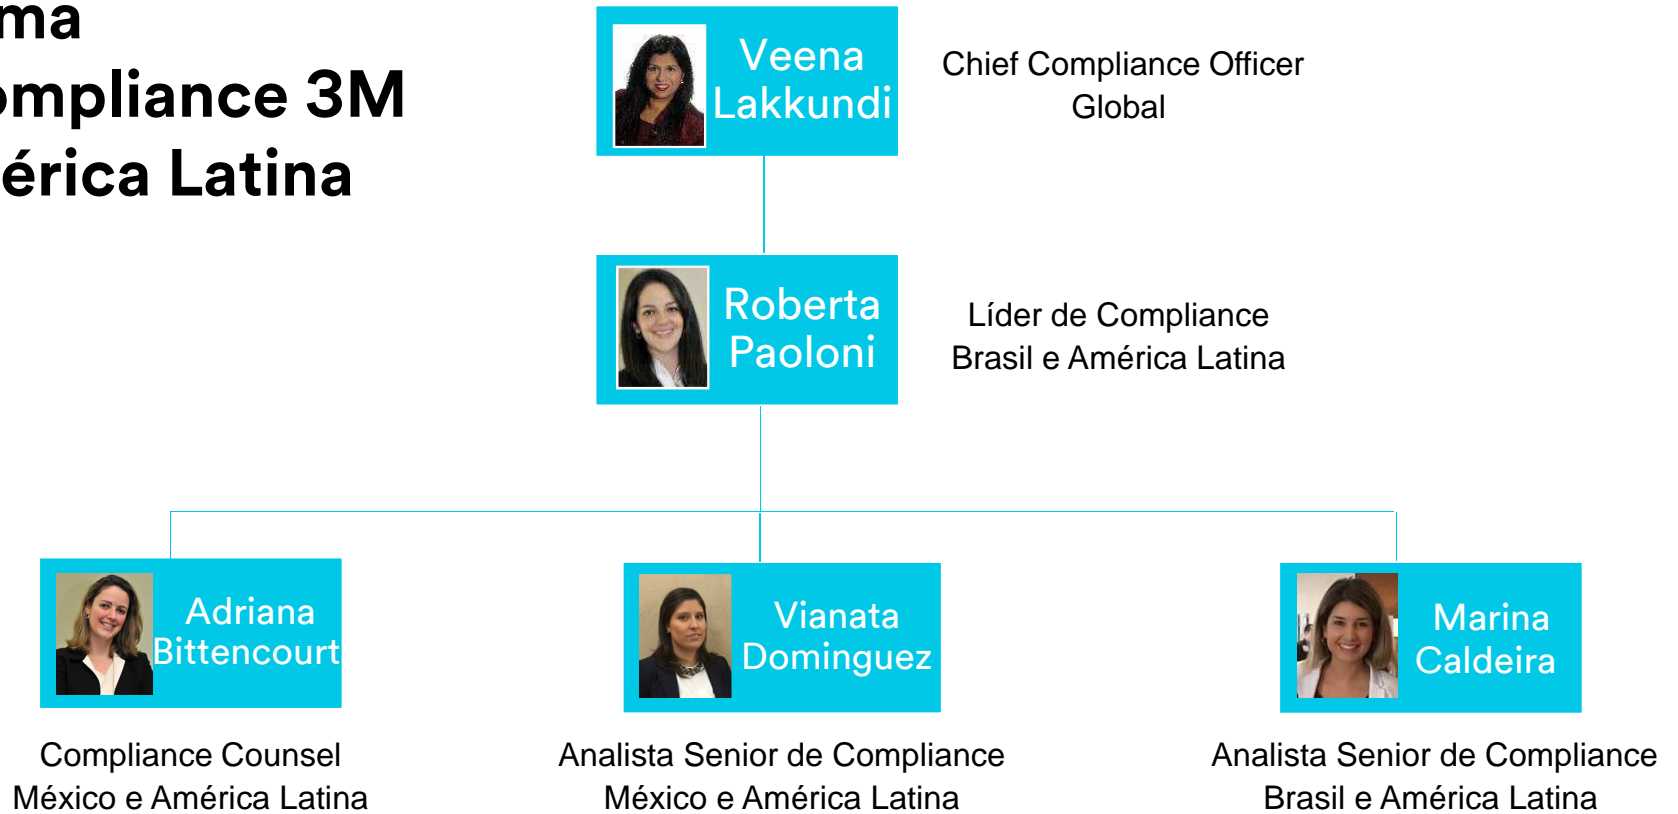 ma
ompliance 3M
érica Latina
Veena
Lakkundi
Chief Compliance Officer
Global
Roberta
Paoloni
Líder de Compliance
Brasil e América Latina
Adriana
Bittencourt
Vianata
Dominguez
Marina
Caldeira
Compliance Counsel
México e América Latina
Analista Senior de Compliance
México e América Latina
Analista Senior de Compliance
Brasil e América Latina